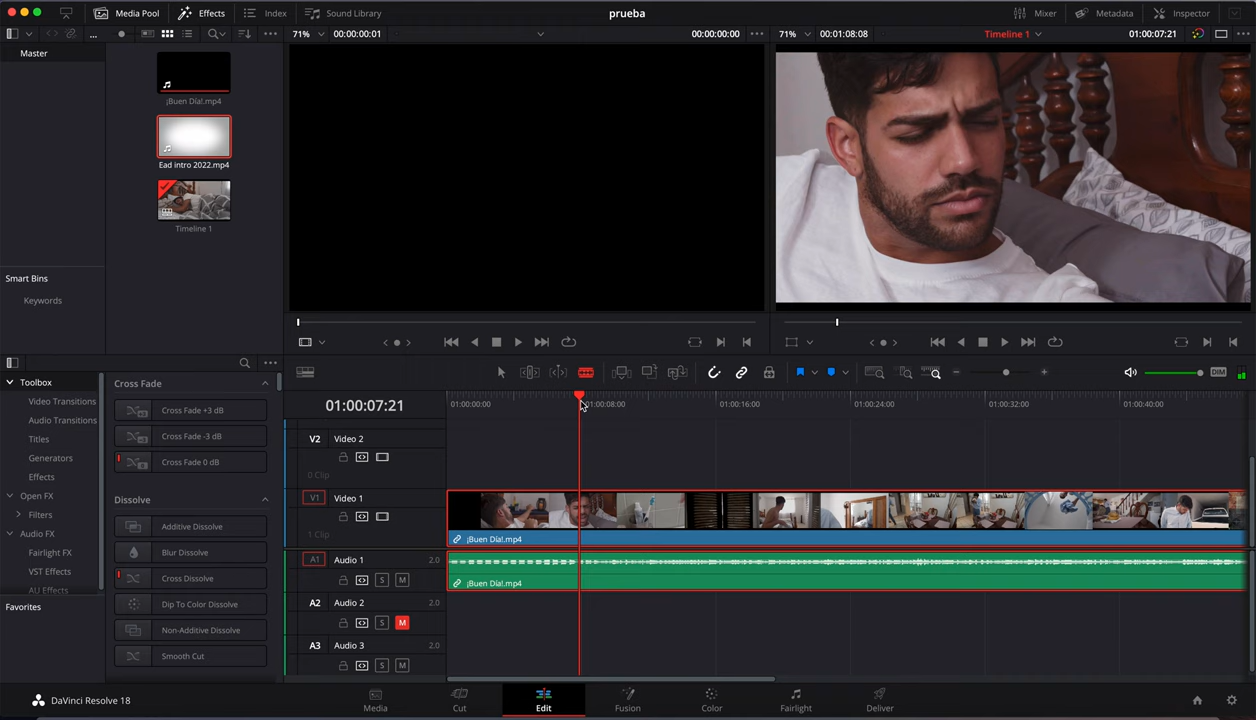 Media Pool
Effects
Index
Sound Library
prueba
Mixer
Metadata
Inspector
71%
00:00:00:01
00:00:00:00
71%
00:01:08:08
Timeline 1
01:00:07:21
Master
¡Buen Día!.mp4
Ead intro 2022.mp4
Timeline 1
Smart Bins
Keywords
DIM
Toolbox
Video Transitions
Audio Transitions
Titles
Generators
Effects
Open FX
Filters
Audio FX
Fairlight FX
VST Effects
AU Effects
Favorites
Cross Fade
Cross Fade +3 dB
Cross Fade -3 dB
Cross Fade 0 dB
Dissolve
Additive Dissolve
Blur Dissolve
Cross Dissolve
Dip To Color Dissolve
Non-Additive Dissolve
Smooth Cut
01:00:07:21
01:00:00:00
01:00:08:00
01:00:16:00
01:00:24:00
01:00:32:00
01:00:40:00
V2 Video 2
0 Clip
V1 Video 1
1 Clip
¡Buen Día!.mp4
A1 Audio 1 2.0
S M
¡Buen Día!.mp4
A2 Audio 2 2.0
S M
A3 Audio 3 2.0
S M
DaVinci Resolve 18
Media
Cut
Edit
Fusion
Color
Fairlight
Deliver